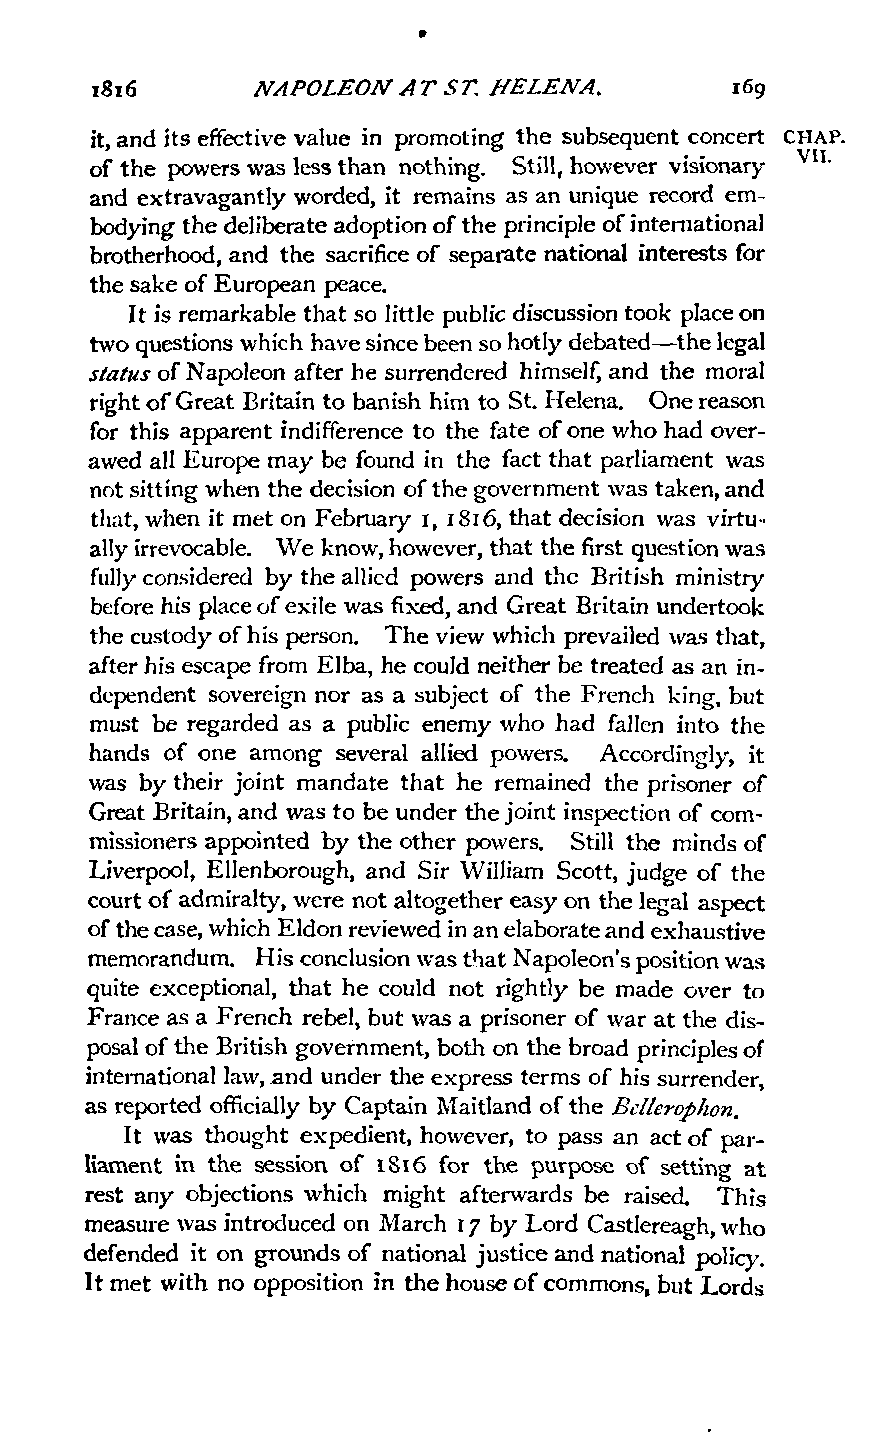 1816 NAPOLEON AT ST. HELENA. 169
it, and its effective value in promoting the subsequent concert CHAP.
of the powers was less than nothing. Still, however visionary VII.
and extravagantly worded, it remains as an unique record em-
bodying the deliberate adoption of the principle of international
brotherhood, and the sacrifice of separate national interests for
the sake of European peace.
It is remarkable that so little public discussion took place on
two questions which have since been so hotly debated—the legal
status of Napoleon after he surrendered himself, and the moral
right of Great Britain to banish him to St. Helena. One reason
for this apparent indifference to the fate of one who had over-
awed all Europe may be found in the fact that parliament was
not sitting when the decision of the government was taken, and
that, when it met on February 1, 1816, that decision was virtu-
ally irrevocable. We know, however, that the first question was
fully considered by the allied powers and the British ministry
before his place of exile was fixed, and Great Britain undertook
the custody of his person. The view which prevailed was that,
after his escape from Elba, he could neither be treated as an in-
dependent sovereign nor as a subject of the French king, but
must be regarded as a public enemy who had fallen into the
hands of one among several allied powers. Accordingly, it
was by their joint mandate that he remained the prisoner of
Great Britain, and was to be under the joint inspection of com-
missioners appointed by the other powers. Still the minds of
Liverpool, Ellenborough, and Sir William Scott, judge of the
court of admiralty, were not altogether easy on the legal aspect
of the case, which Eldon reviewed in an elaborate and exhaustive
memorandum. His conclusion was that Napoleon's position was
quite exceptional, that he could not rightly be made over to
France as a French rebel, but was a prisoner of war at the dis-
posal of the British government, both on the broad principles of
international law, and under the express terms of his surrender,
as reported officially by Captain Maitland of the Bellerophon.
It was thought expedient, however, to pass an act of par-
liament in the session of 1816 for the purpose of setting at
rest any objections which might afterwards be raised. This
measure was introduced on March 17 by Lord Castlereagh, who
defended it on grounds of national justice and national policy.
It met with no opposition in the house of commons, but Lords